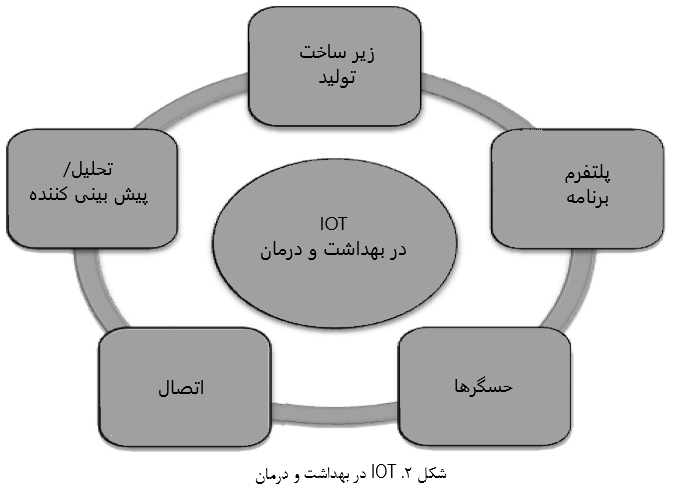 زیر ساخت
تولید
تحلیل/
پیش بینی کننده
پلتفرم
برنامه
IOT
در بهداشت و درمان
اتصال
حسگرها
شکل ۲. IOT در بهداشت و درمان